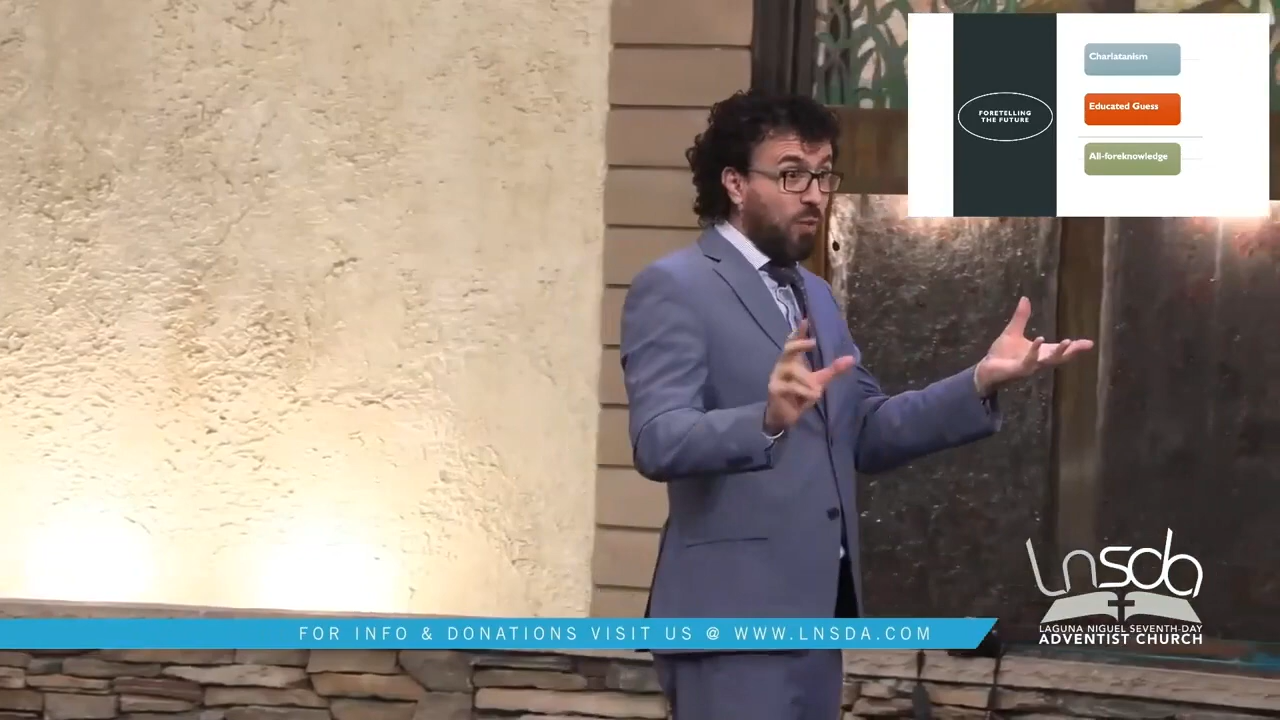 FORETELLING
THE FUTURE
Charlatanism
Educated Guess
All-foreknowledge
FOR INFO & DONATIONS VISIT US @ WWW.LNSDA.COM
Lnsda
LAGUNA NIGUEL SEVENTH-DAY
ADVENTIST CHURCH